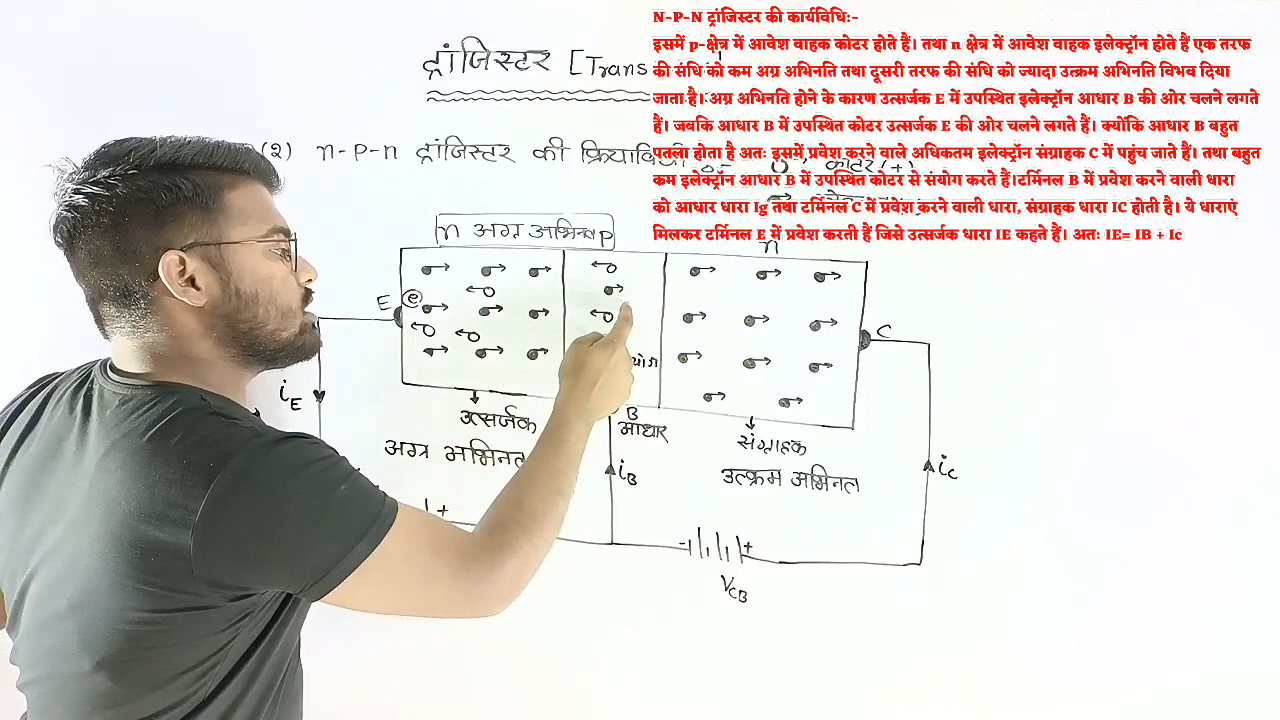 N-P-N ट्रांजिस्टर की कार्यविधिः-
इसमें p-क्षेत्र में आवेश वाहक कोटर होते हैं। तथा n क्षेत्र में आवेश वाहक इलेक्ट्रॉन होते हैं एक तरफ
की संधि को कम अग्र अभिनति तथा दूसरी तरफ की संधि को ज्यादा उत्क्रम अभिनति विभव दिया
जाता है। अग्र अभिनति होने के कारण उत्सर्जक E में उपस्थित इलेक्ट्रॉन आधार B की ओर चलने लगते
हैं। जबकि आधार B में उपस्थित कोटर उत्सर्जक E की ओर चलने लगते हैं। क्योंकि आधार B बहुत
पतला होता है अतः इसमें प्रवेश करने वाले अधिकतम इलेक्ट्रॉन संग्राहक C में पहुंच जाते हैं। तथा बहुत
कम इलेक्ट्रॉन आधार B में उपस्थित कोटर से संयोग करते हैं।टर्मिनल B में प्रवेश करने वाली धारा
को आधार धारा Ig तथा टर्मिनल C में प्रवेश करने वाली धारा, संग्राहक धारा IC होती है। ये धाराएं
मिलकर टर्मिनल E में प्रवेश करती हैं जिसे उत्सर्जक धारा IE कहते हैं। अतः IE= IB + Ic
ट्रांजिस्टर [Trans
(2) n-p-n ट्रांजिस्टर की
कोटर (+)
n अग्र अभिनत p
n
E
e
C
B
आधार
उत्सर्जक
अग्र अभिनत
संग्राहक
उत्क्रम अभिनत
iE
iB
iC
+
- +
VCB